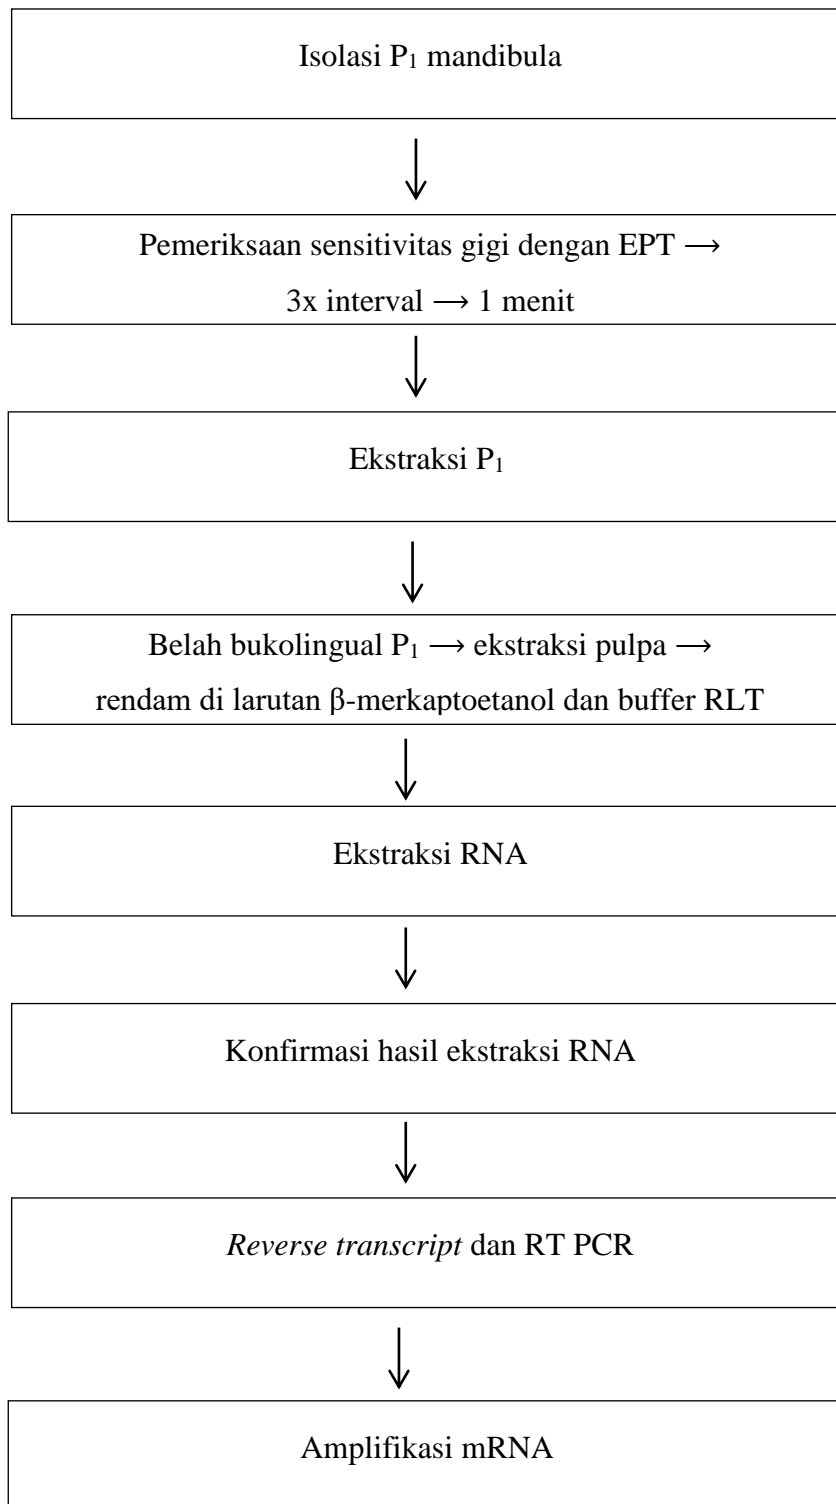 Isolasi P₁ mandibula
Pemeriksaan sensitivitas gigi dengan EPT →
3x interval → 1 menit
Ekstraksi P₁
Belah bukolingual P₁ → ekstraksi pulpa →
rendam di larutan β-merkaptoetanol dan buffer RLT
Ekstraksi RNA
Konfirmasi hasil ekstraksi RNA
Reverse transcript dan RT PCR
Amplifikasi mRNA